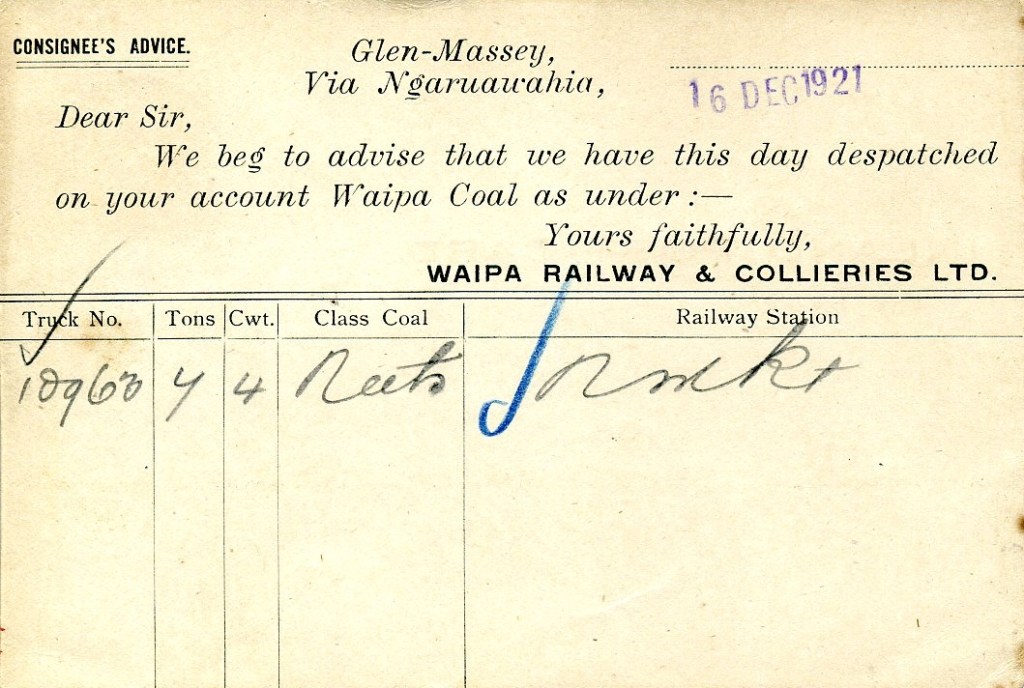 CONSIGNEE'S ADVICE.
Glen-Massey,
Via Ngaruawahia,
16 DEC 1921
Dear Sir,
We beg to advise that we have this day despatched
on your account Waipa Coal as under :—
Yours faithfully,
WAIPA RAILWAY & COLLIERIES LTD.
Truck No. Tons Cwt. Class Coal Railway Station
4